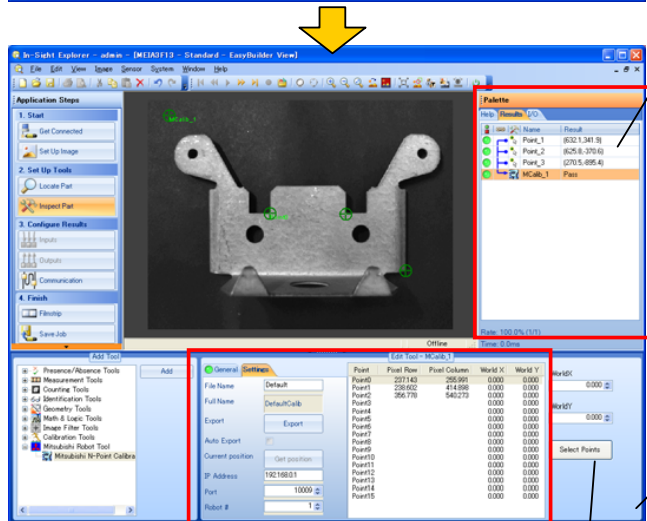 In-Sight Explorer - admin - [MEIA3F13 - Standard - EasyBuilder View]
File Edit View Image Sensor System Window Help
Application Steps
1. Start
Get Connected
Set Up Image
2. Set Up Tools
Locate Part
Inspect Part
3. Configure Results
Inputs
Outputs
Communication
4. Finish
Filmstrip
Save Job
MCalib_1
Offline
Palette
Help Results I/O
Name Result
Point_1 (632.1,341.9)
Point_2 (625.8,-370.6)
Point_3 (270.5,-895.4)
MCalib_1 Pass
Rate: 100.0% (1/1)
Time: 0.0ms
Add Tool
Presence/Absence Tools
Measurement Tools
Counting Tools
Identification Tools
Geometry Tools
Math & Logic Tools
Image Filter Tools
Calibration Tools
Mitsubishi Robot Tool
Mitsubishi N-Point Calibra
Add
Edit Tool - MCalib_1
General Settings
File Name Default
Full Name DefaultCalib
Export Export
Auto Export
Current position Get position
IP Address 192.168.0.1
Port 10009
Robot # 1
Point Pixel Row Pixel Column World X World Y
Point0 237.143 255.991 0.000 0.000
Point1 238.602 414.898 0.000 0.000
Point2 356.778 540.273 0.000 0.000
Point3 0.000 0.000
Point4 0.000 0.000
Point5 0.000 0.000
Point6 0.000 0.000
Point7 0.000 0.000
Point8 0.000 0.000
Point9 0.000 0.000
Point10 0.000 0.000
Point11 0.000 0.000
Point12 0.000 0.000
Point13 0.000 0.000
Point14 0.000 0.000
Point15 0.000 0.000
WorldX
0.000
WorldY
0.000
Select Points